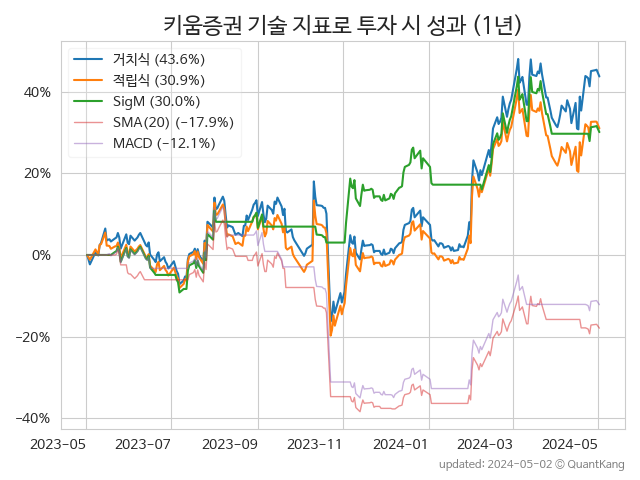 키움증권 기술 지표로 투자 시 성과 (1년)
거치식 (43.6%)
적립식 (30.9%)
SigM (30.0%)
SMA(20) (−17.9%)
MACD (−12.1%)
40%
20%
0%
−20%
−40%
2023-05 2023-07 2023-09 2023-11 2024-01 2024-03 2024-05
updated: 2024-05-02 © QuantKang